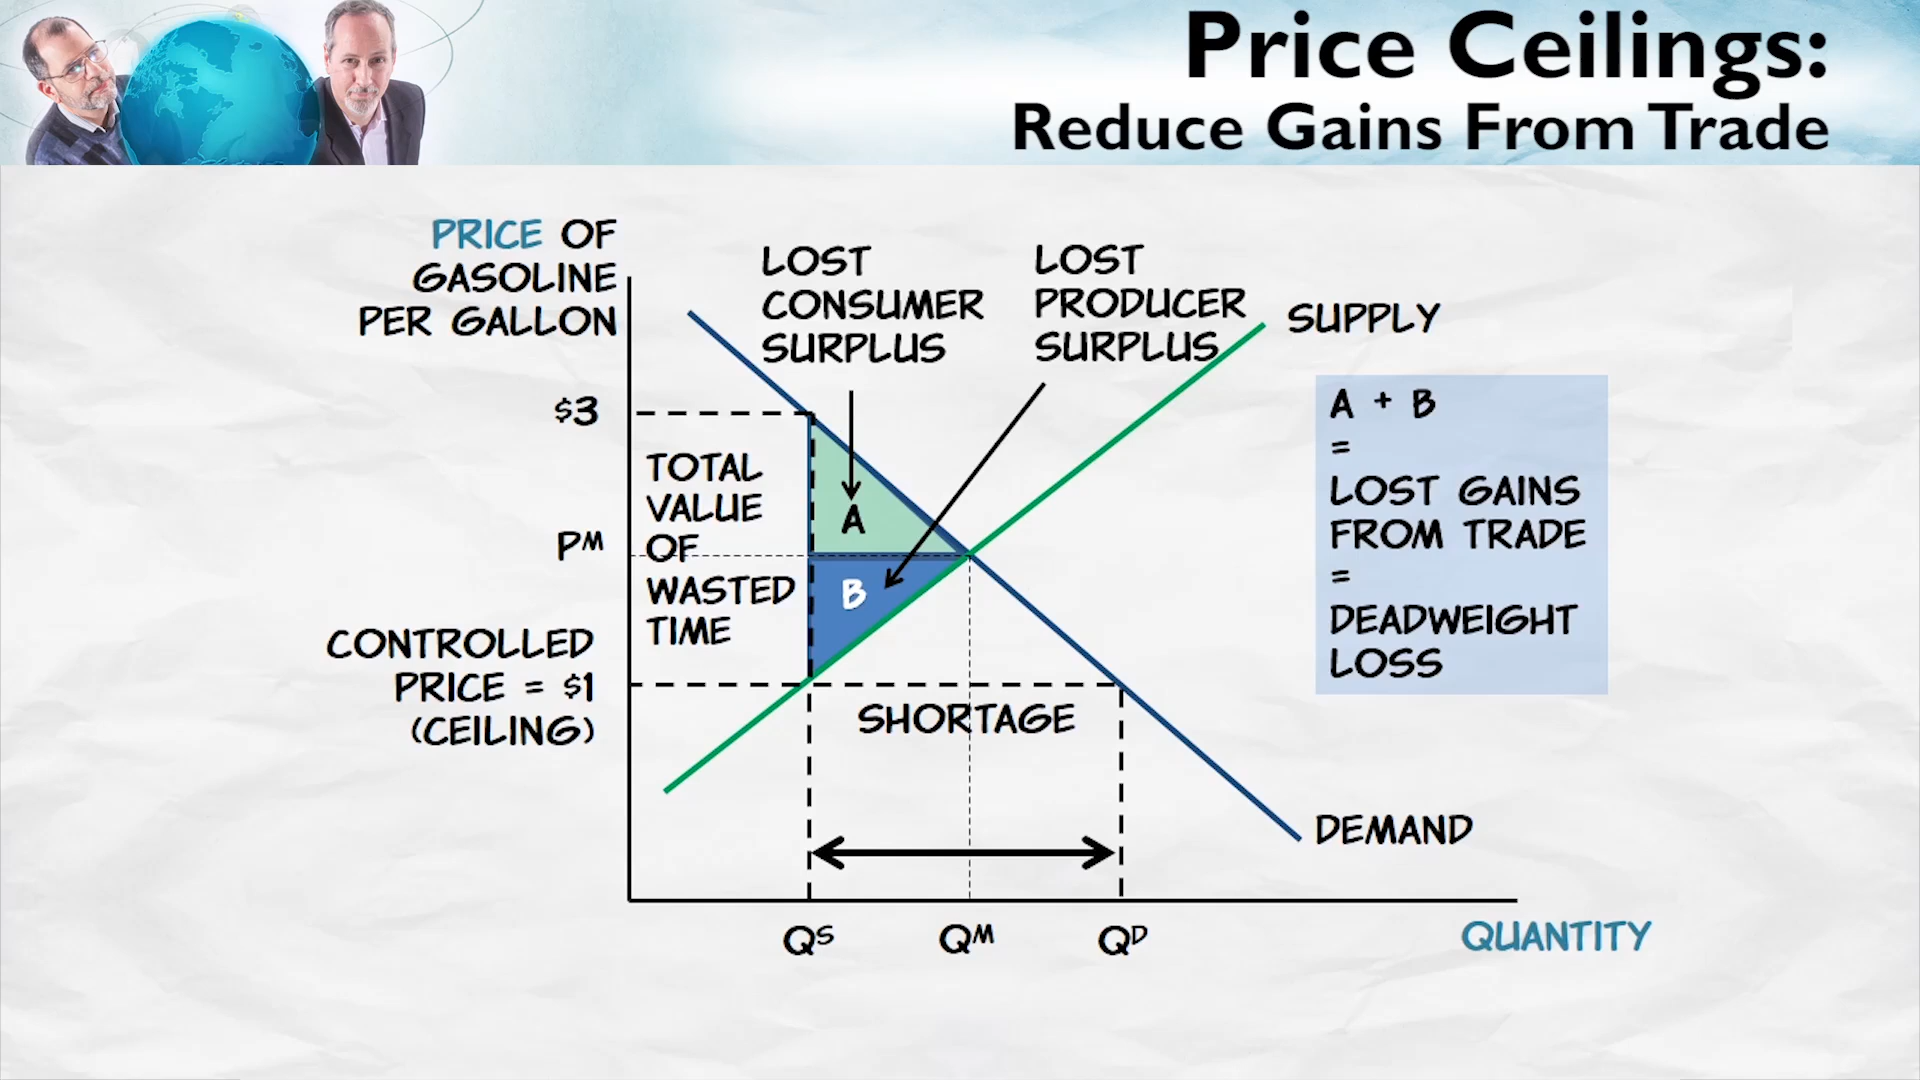 Price Ceilings:
Reduce Gains From Trade
PRICE OF
GASOLINE
PER GALLON
LOST
CONSUMER
SURPLUS
LOST
PRODUCER
SURPLUS
SUPPLY
$3
A + B
=
LOST GAINS
FROM TRADE
=
DEADWEIGHT
LOSS
TOTAL
VALUE
OF
WASTED
TIME
A
B
PM
CONTROLLED
PRICE = $1
(CEILING)
SHORTAGE
DEMAND
QS
QM
QD
QUANTITY